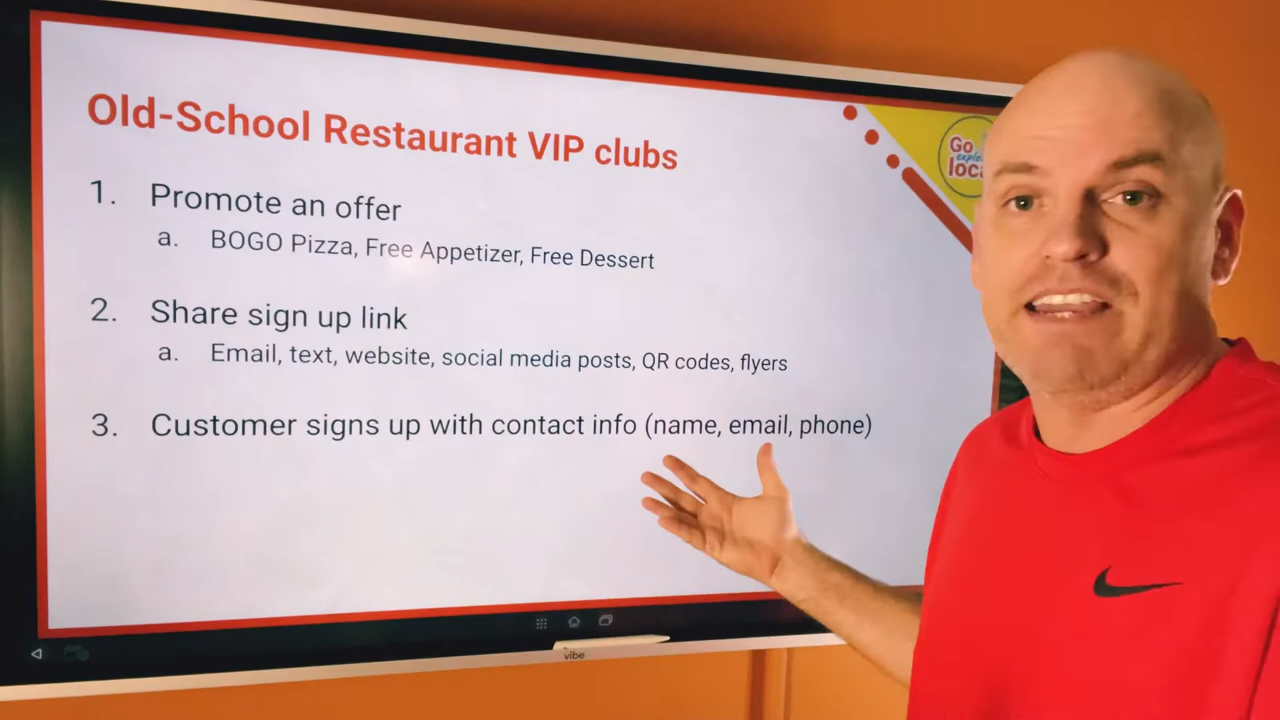 Old-School Restaurant VIP clubs
1. Promote an offer
a. BOGO Pizza, Free Appetizer, Free Dessert
2. Share sign up link
a. Email, text, website, social media posts, QR codes, flyers
3. Customer signs up with contact info (name, email, phone)
Go
vibe